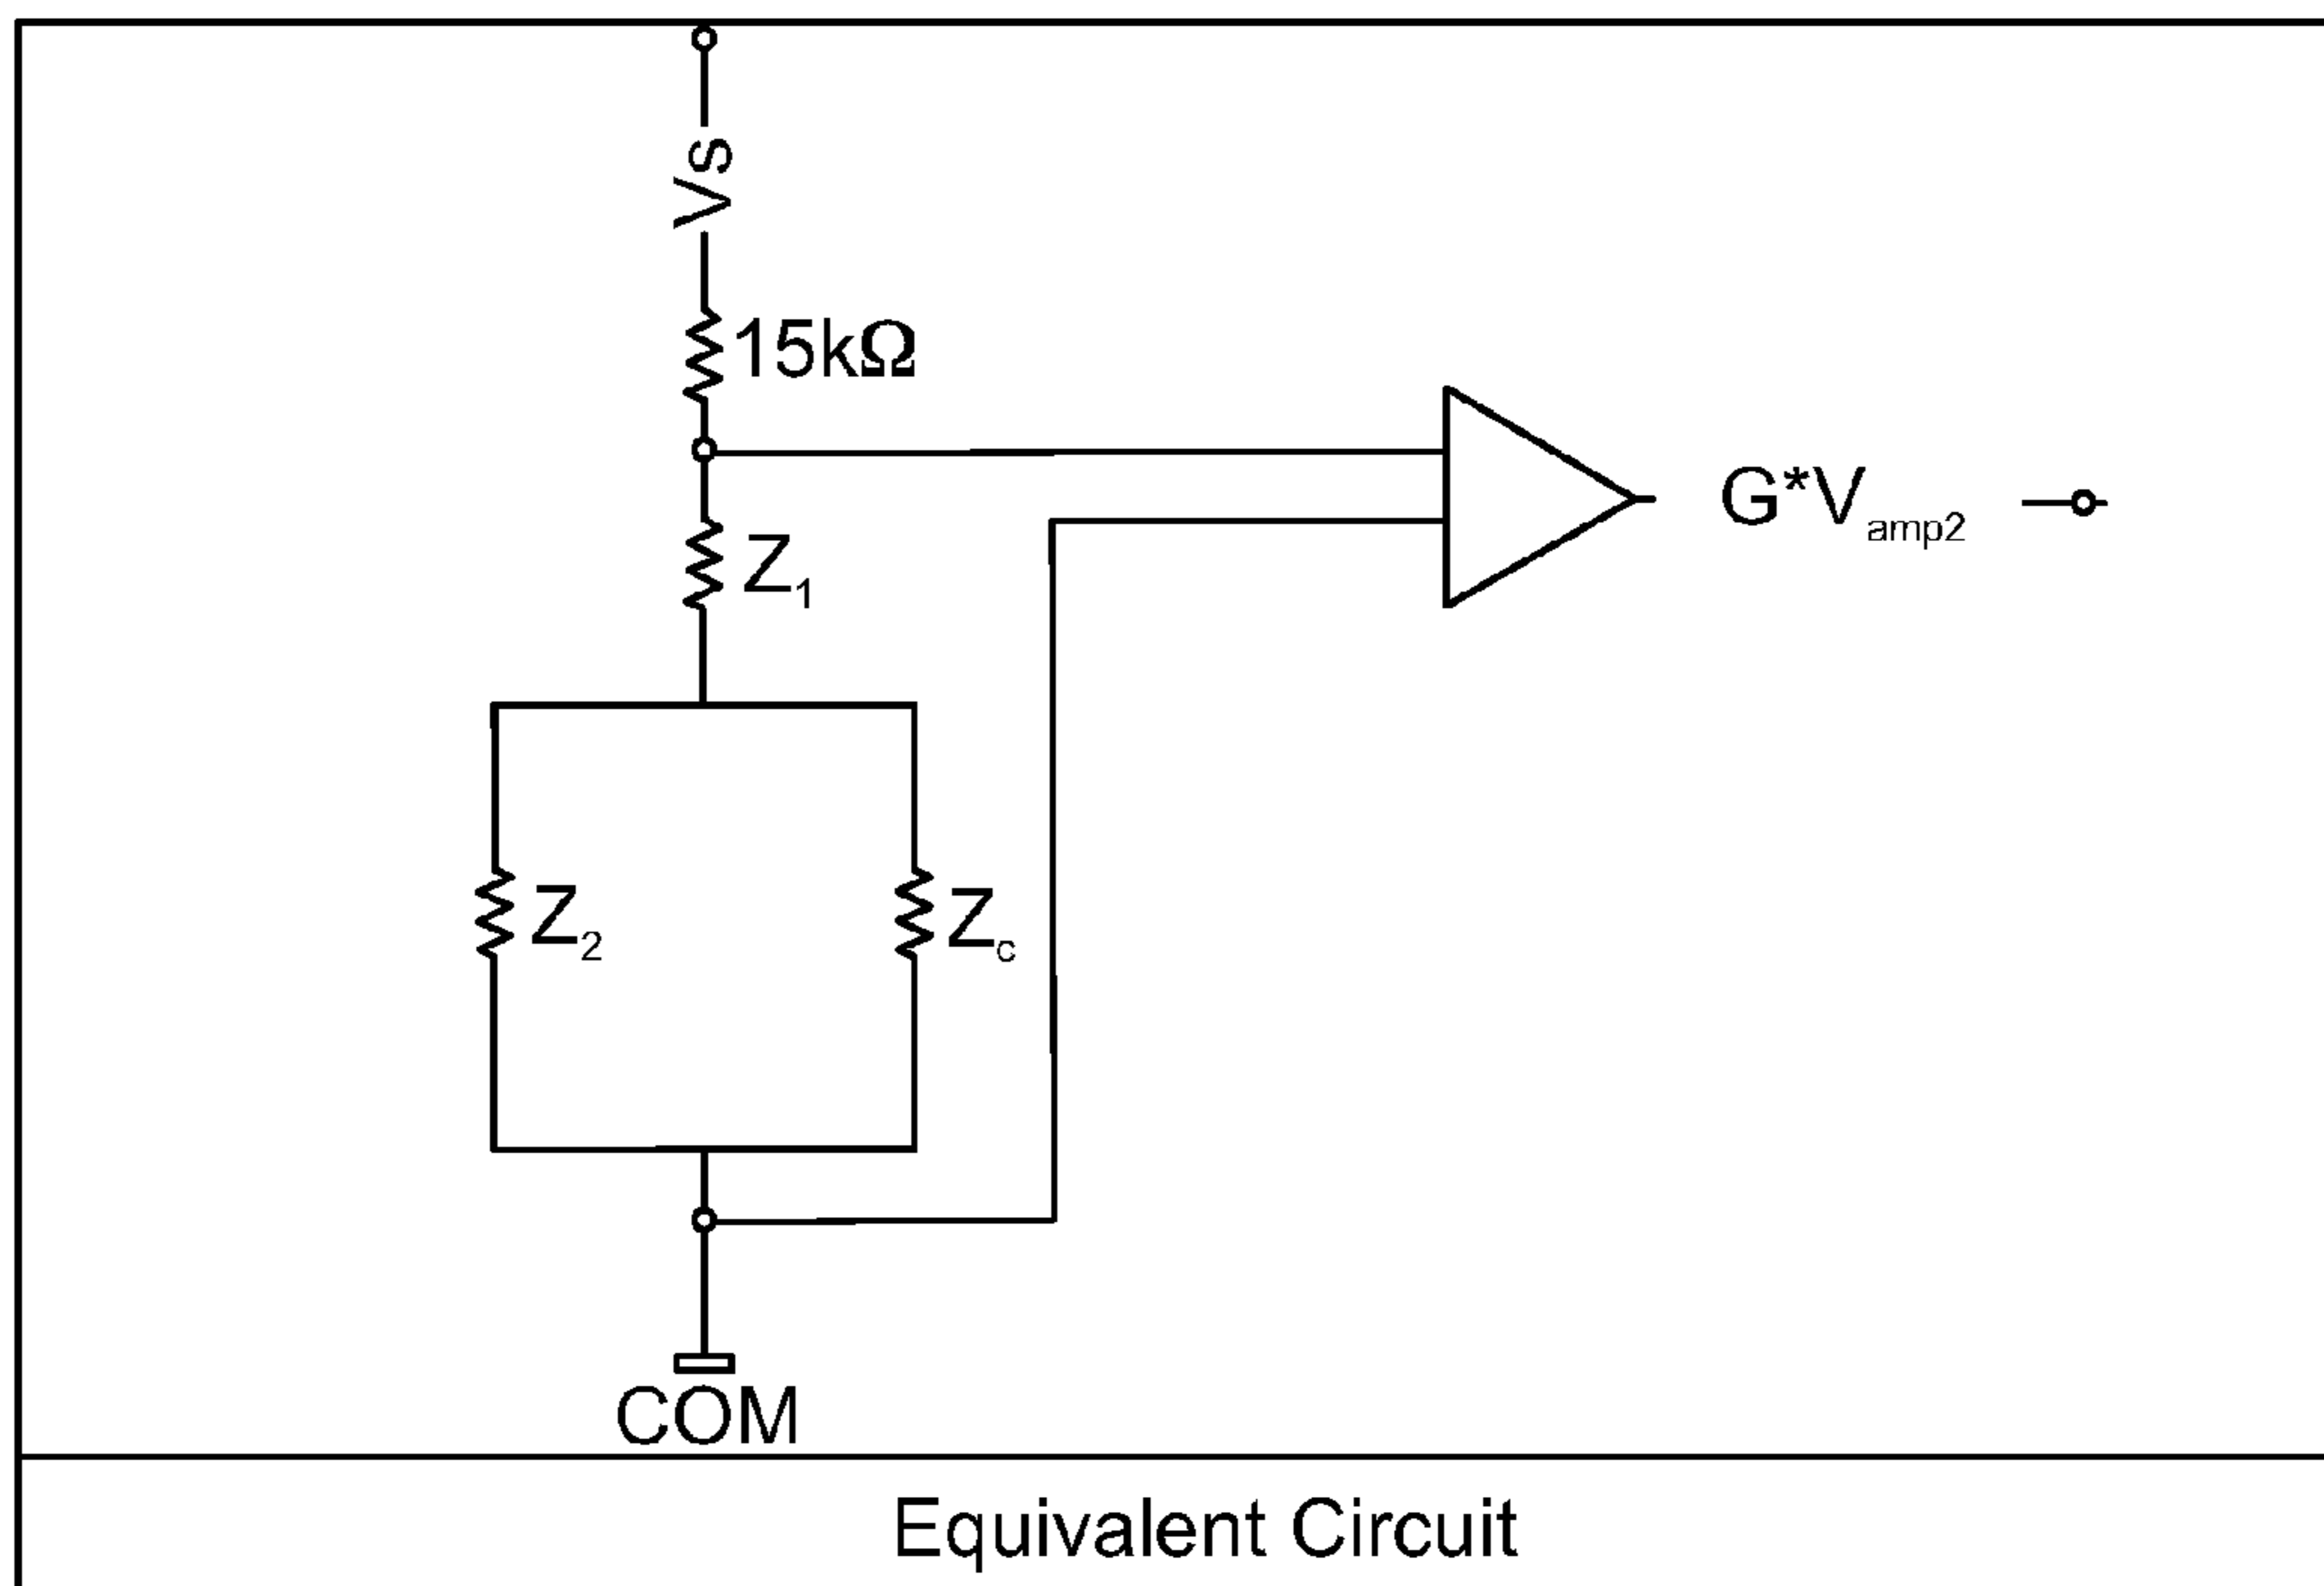 Vs
15kΩ
G*Vamp2
Z1
Z2
Zc
COM
Equivalent Circuit